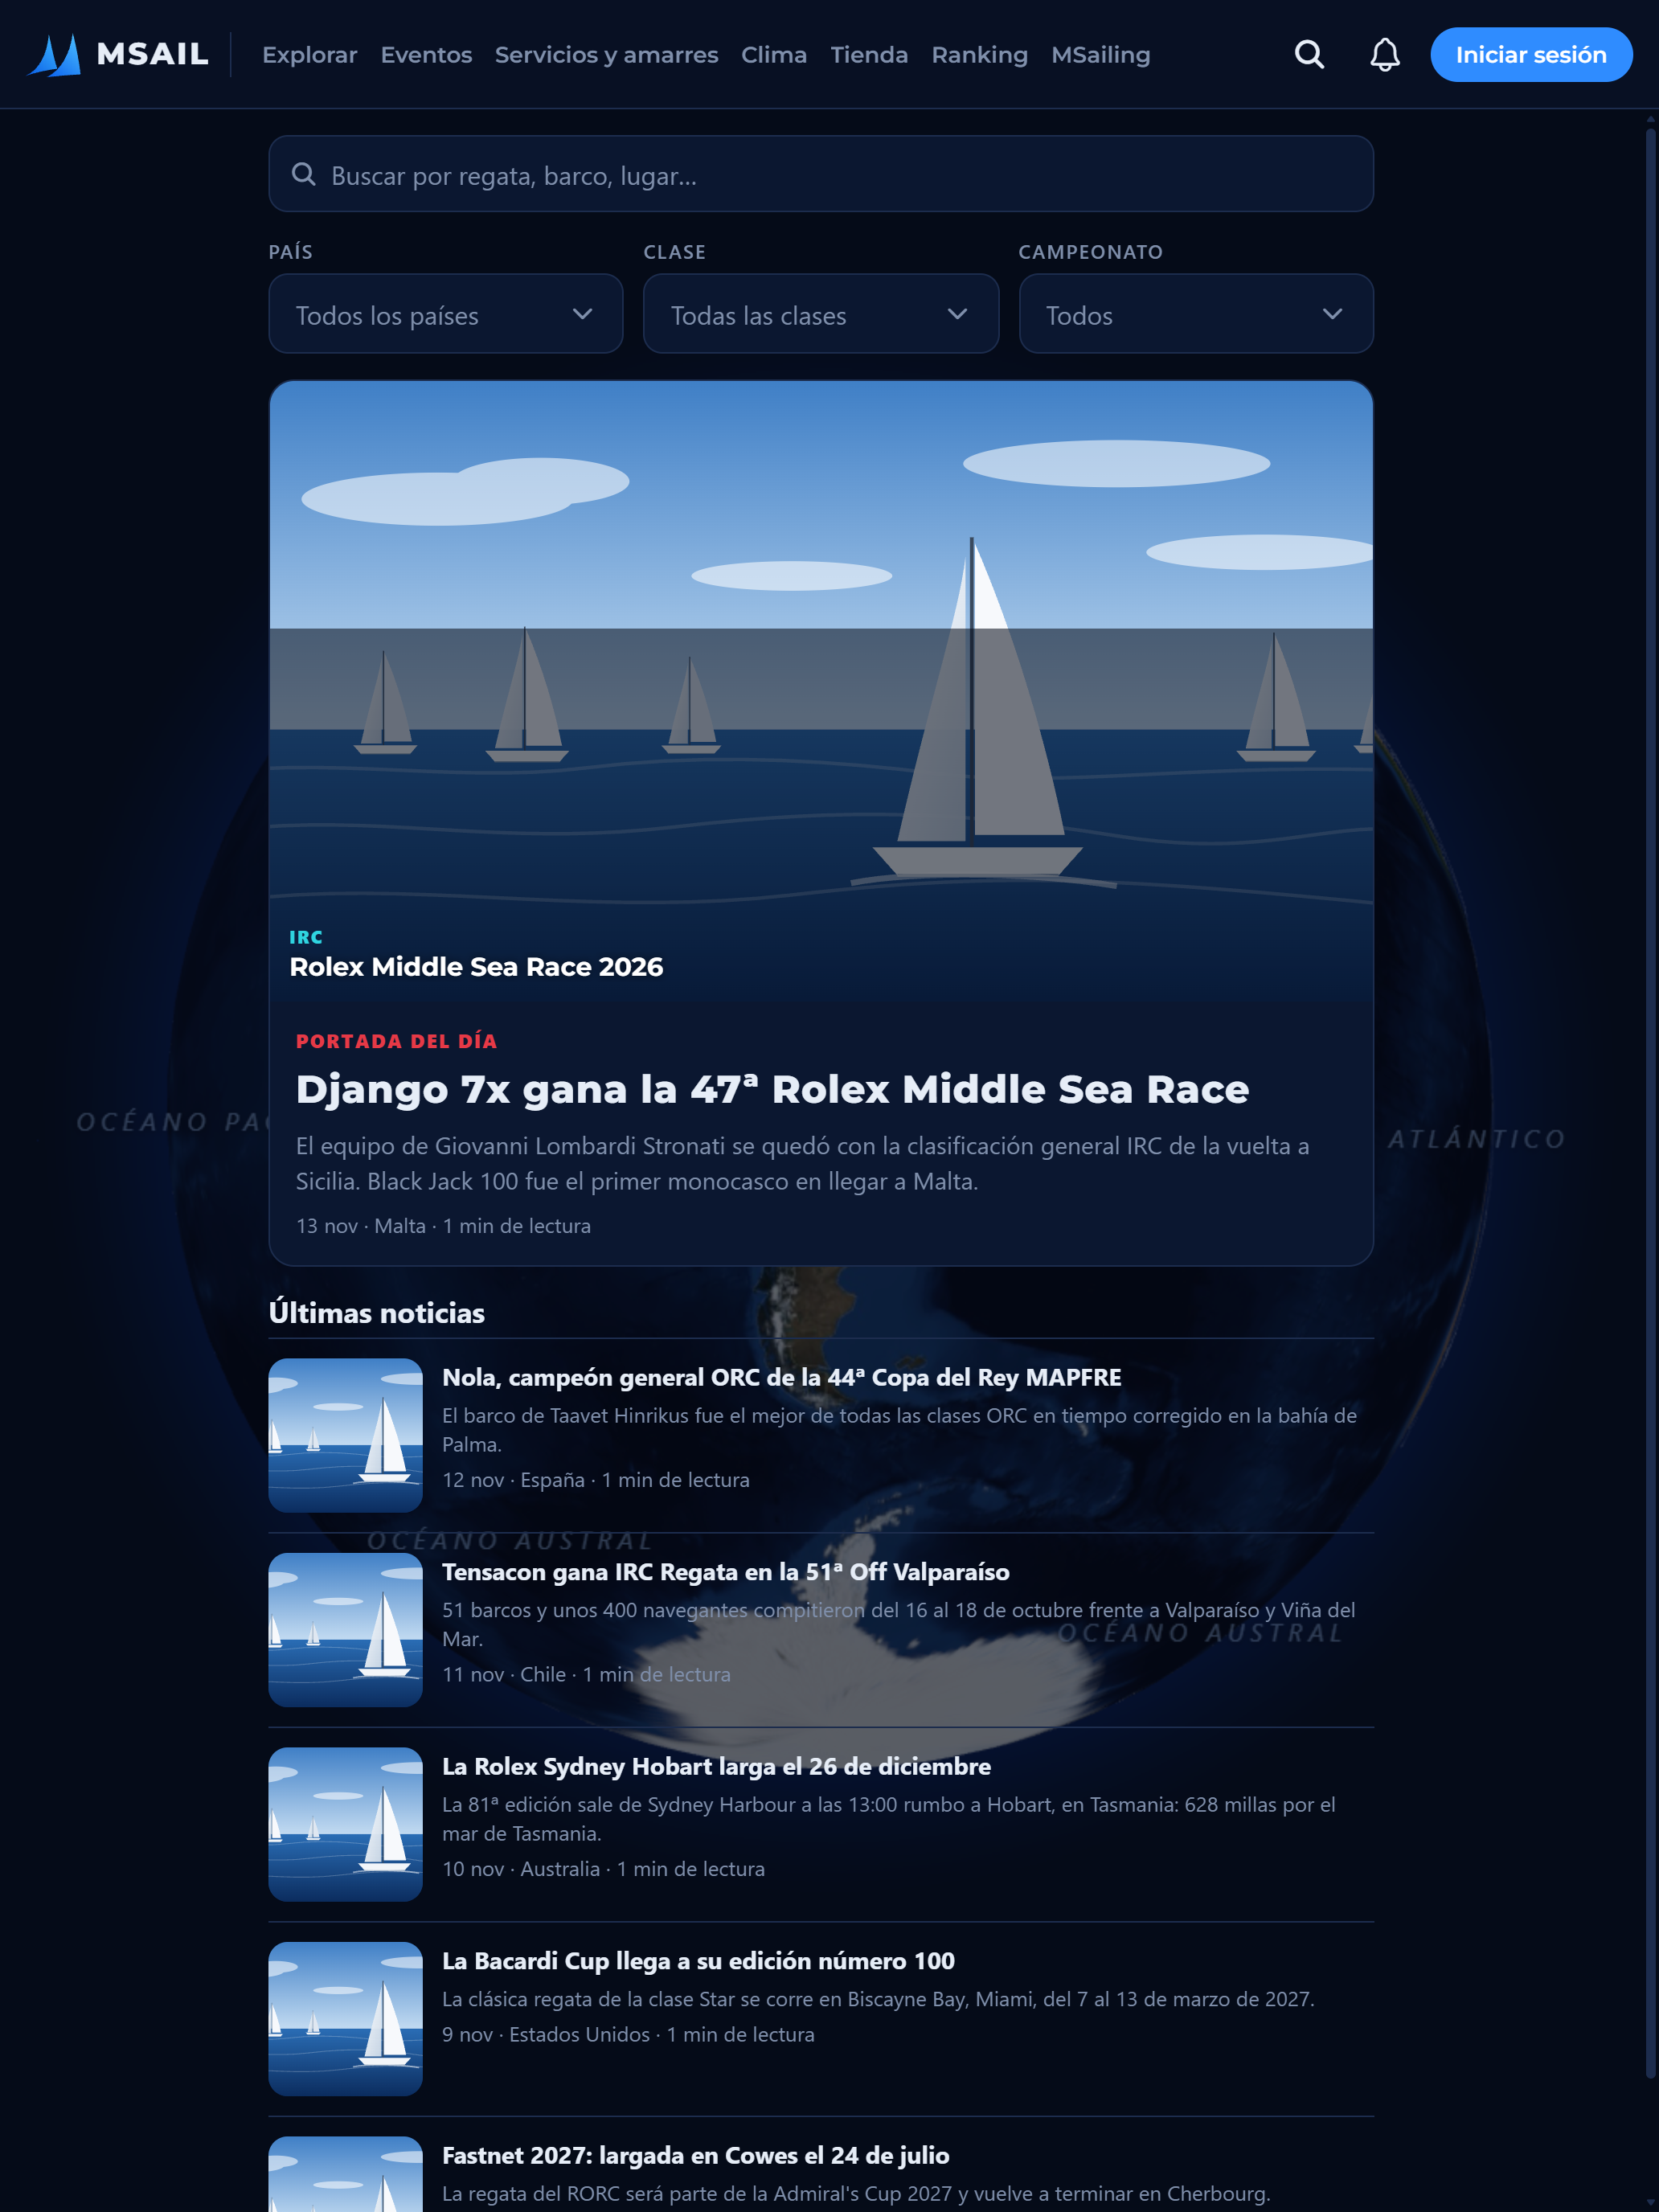 MSAIL
Explorar Eventos Servicios y amarres Clima Tienda Ranking MSailing
Iniciar sesión
Buscar por regata, barco, lugar...
PAÍS CLASE CAMPEONATO
Todos los países Todas las clases Todos
IRC
Rolex Middle Sea Race 2026
PORTADA DEL DÍA
Django 7x gana la 47ª Rolex Middle Sea Race
El equipo de Giovanni Lombardi Stronati se quedó con la clasificación general IRC de la vuelta a
Sicilia. Black Jack 100 fue el primer monocasco en llegar a Malta.
13 nov · Malta · 1 min de lectura
OCÉANO
ATLÁNTICO
Últimas noticias
Nola, campeón general ORC de la 44ª Copa del Rey MAPFRE
El barco de Taavet Hinrikus fue el mejor de todas las clases ORC en tiempo corregido en la bahía de
Palma.
12 nov · España · 1 min de lectura
OCÉANO AUSTRAL
Tensacon gana IRC Regata en la 51ª Off Valparaíso
51 barcos y unos 400 navegantes compitieron del 16 al 18 de octubre frente a Valparaíso y Viña del
Mar.
OCÉANO AUSTRAL
11 nov · Chile · 1 min de lectura
La Rolex Sydney Hobart larga el 26 de diciembre
La 81ª edición sale de Sydney Harbour a las 13:00 rumbo a Hobart, en Tasmania: 628 millas por el
mar de Tasmania.
10 nov · Australia · 1 min de lectura
La Bacardi Cup llega a su edición número 100
La clásica regata de la clase Star se corre en Biscayne Bay, Miami, del 7 al 13 de marzo de 2027.
9 nov · Estados Unidos · 1 min de lectura
Fastnet 2027: largada en Cowes el 24 de julio
La regata del RORC será parte de la Admiral's Cup 2027 y vuelve a terminar en Cherbourg.